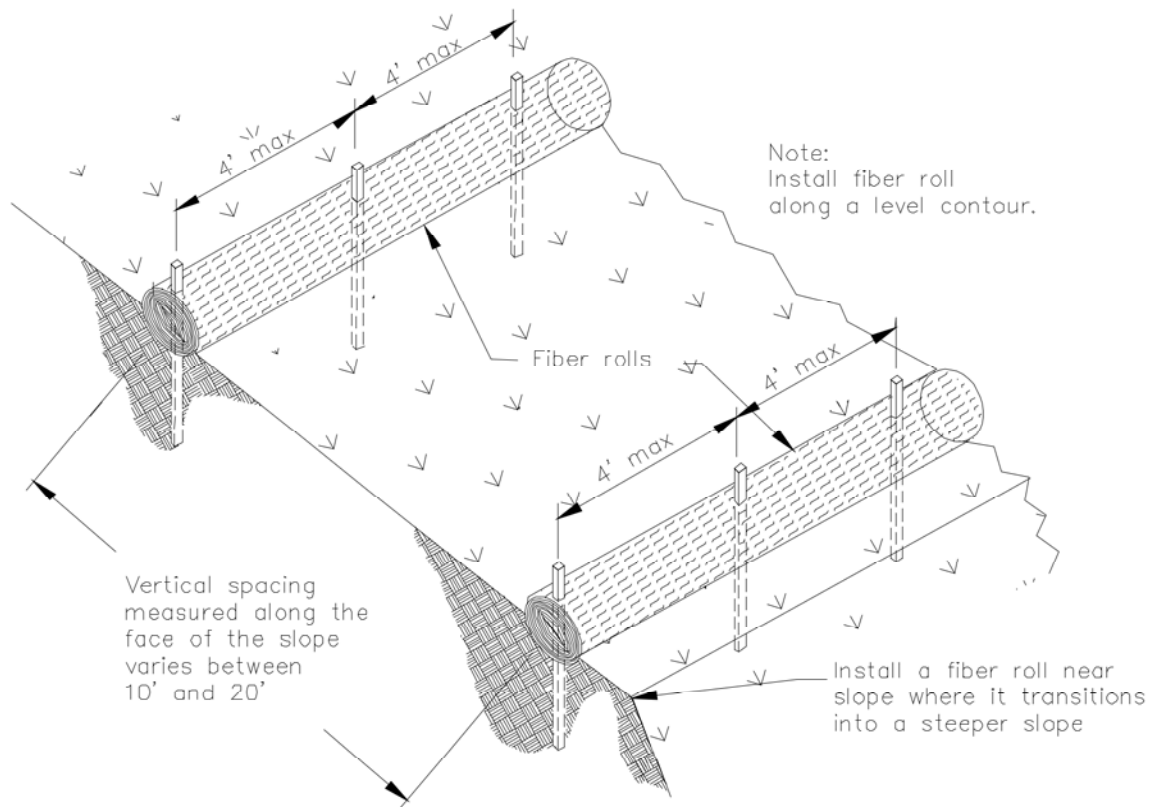 4' max
4' max
Note:
Install fiber roll
along a level contour.
Fiber rolls
4' max
4' max
Vertical spacing
measured along the
face of the slope
varies between
10' and 20'
Install a fiber roll near
slope where it transitions
into a steeper slope